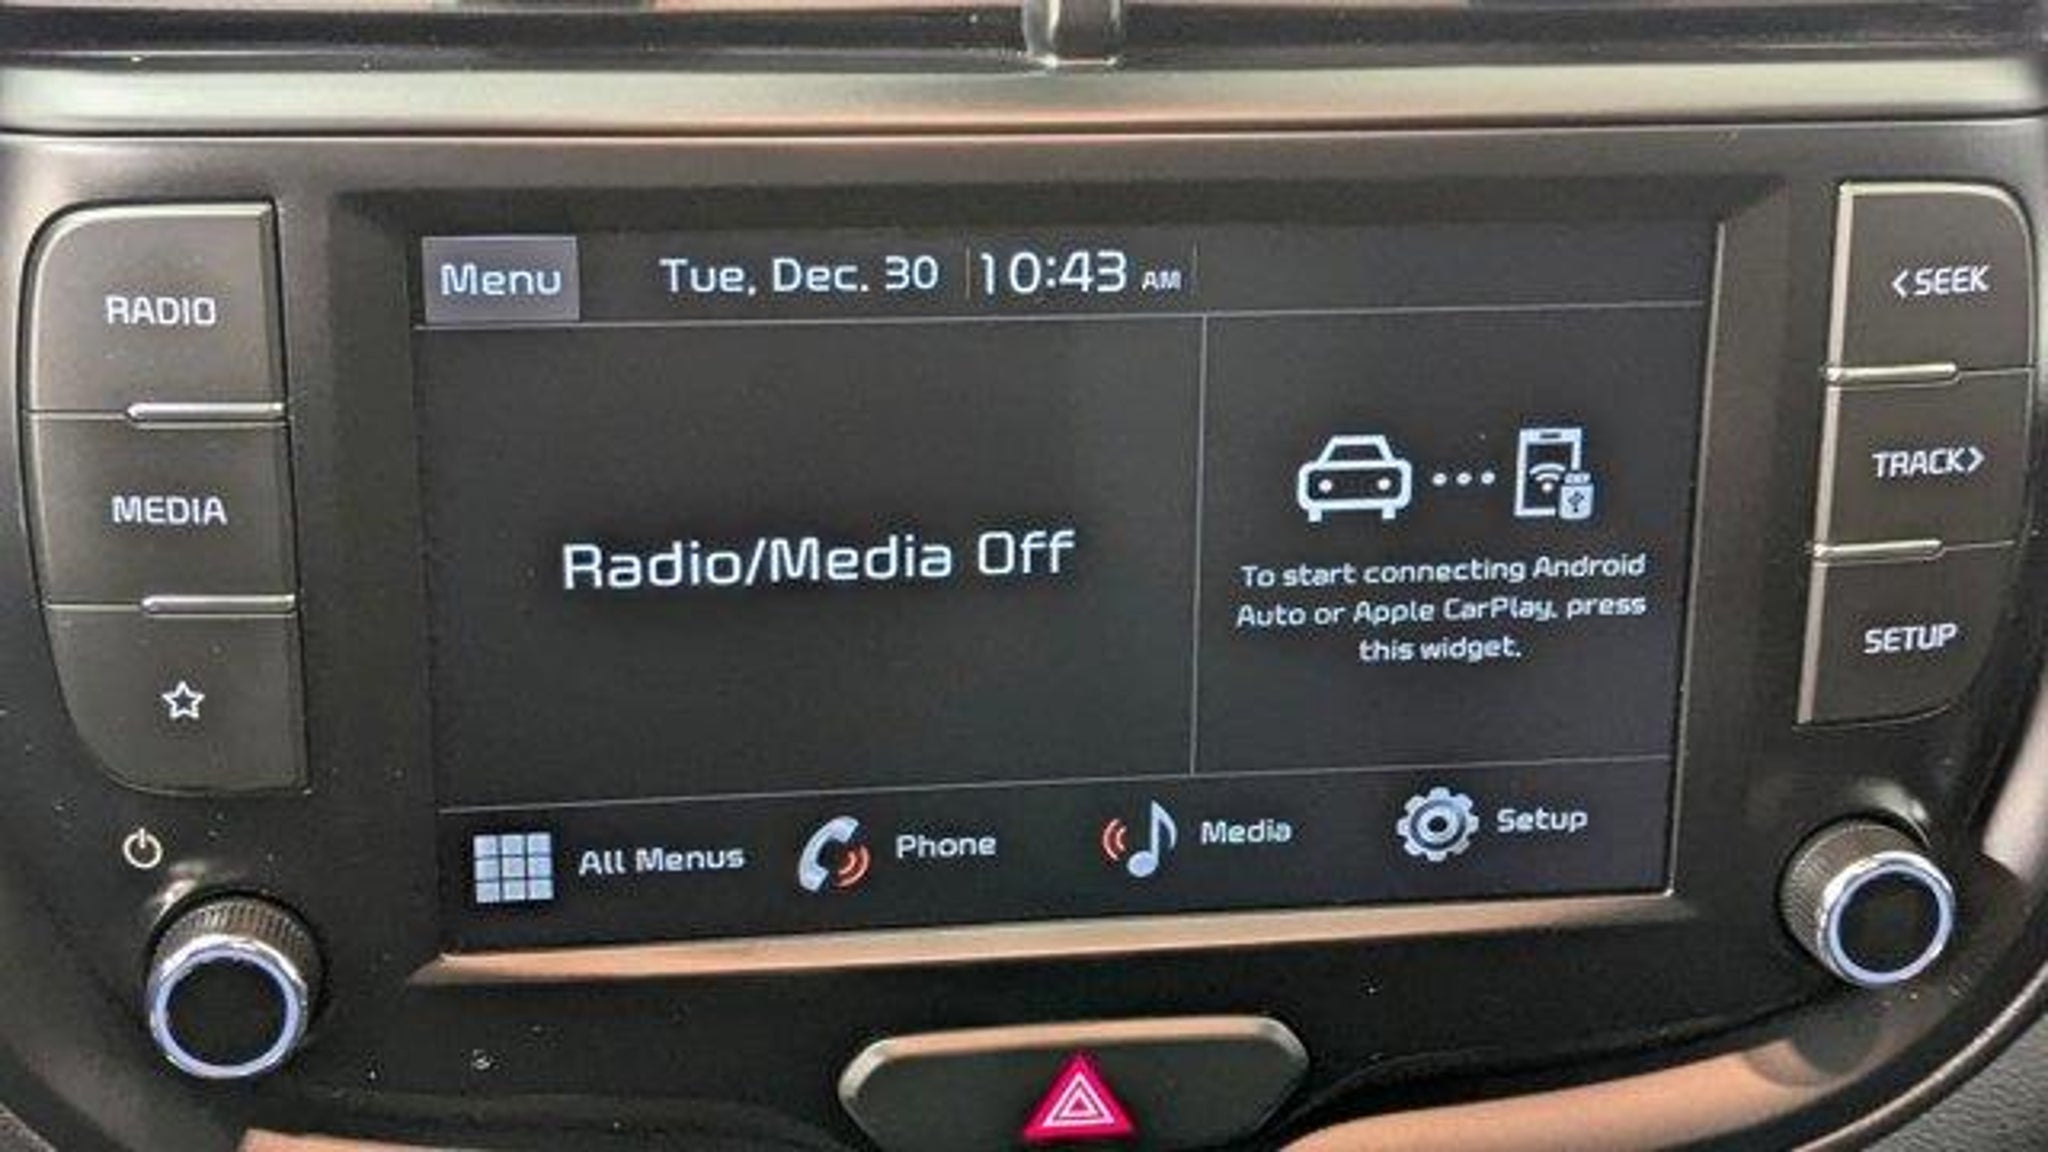 RADIO
MEDIA
Menu
Tue, Dec. 30
10:43 AM
Radio/Media Off
To start connecting Android
Auto or Apple CarPlay, press
this widget.
All Menus
Phone
Media
Setup
<SEEK
TRACK>
SETUP